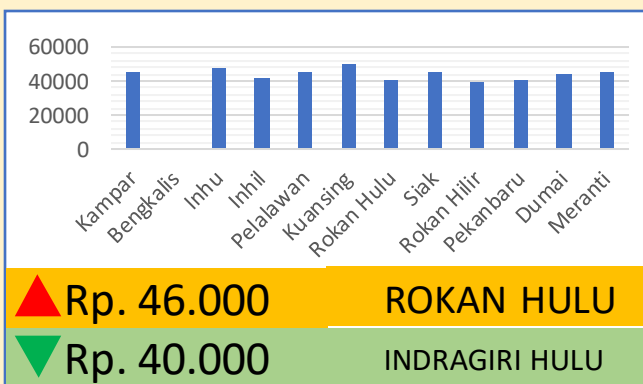 60000
40000
20000
0
Kampar
Bengkalis
Inhu
Inhil
Pelalawan
Kuansing
Rokan Hulu
Siak
Rokan Hilir
Pekanbaru
Dumai
Meranti
Rp. 46.000 ROKAN HULU
Rp. 40.000 INDRAGIRI HULU